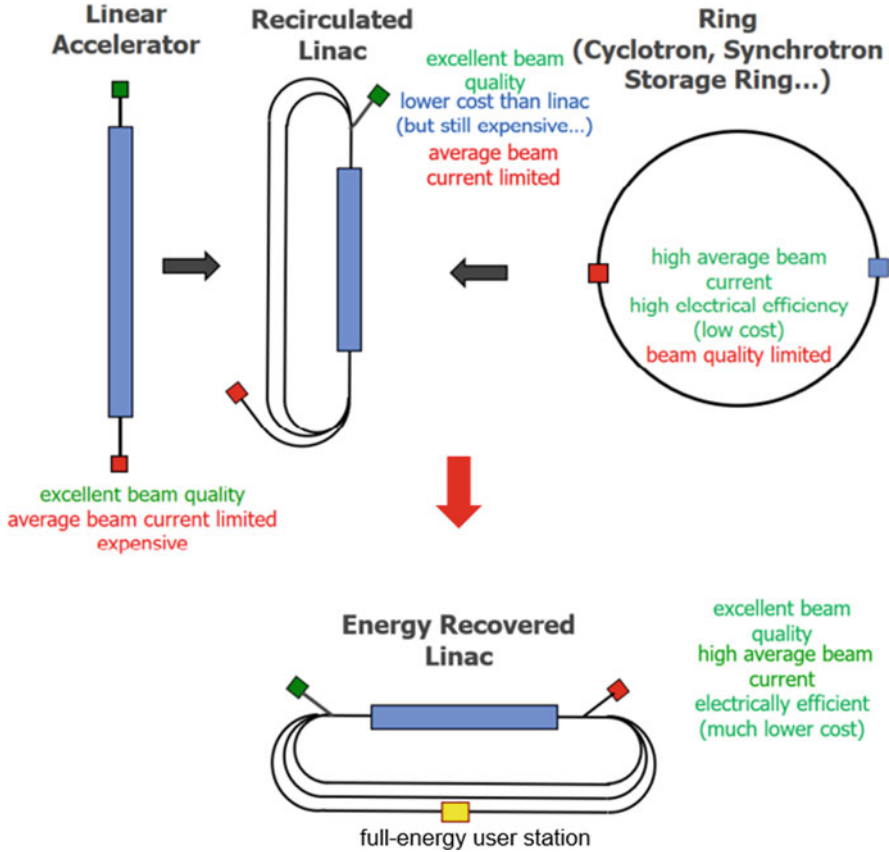 Linear
Accelerator
Recirculated
Linac
excellent beam
quality
lower cost than linac
(but still expensive...)
average beam
current limited
Ring
(Cyclotron, Synchrotron
Storage Ring...)
high average beam
current
high electrical efficiency
(low cost)
beam quality limited
excellent beam quality
average beam current limited
expensive
Energy Recovered
Linac
excellent beam
quality
high average beam
current
electrically efficient
(much lower cost)
full-energy user station